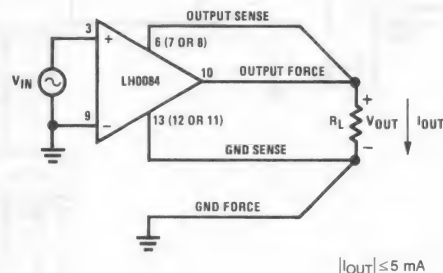 OUTPUT SENSE
3
6 (7 OR 8)
+
LH0084
10
OUTPUT FORCE
VIN
+
RL
VOUT
IOUT
9
−
13 (12 OR 11)
−
GND SENSE
GND FORCE
|IOUT| ≤ 5 mA